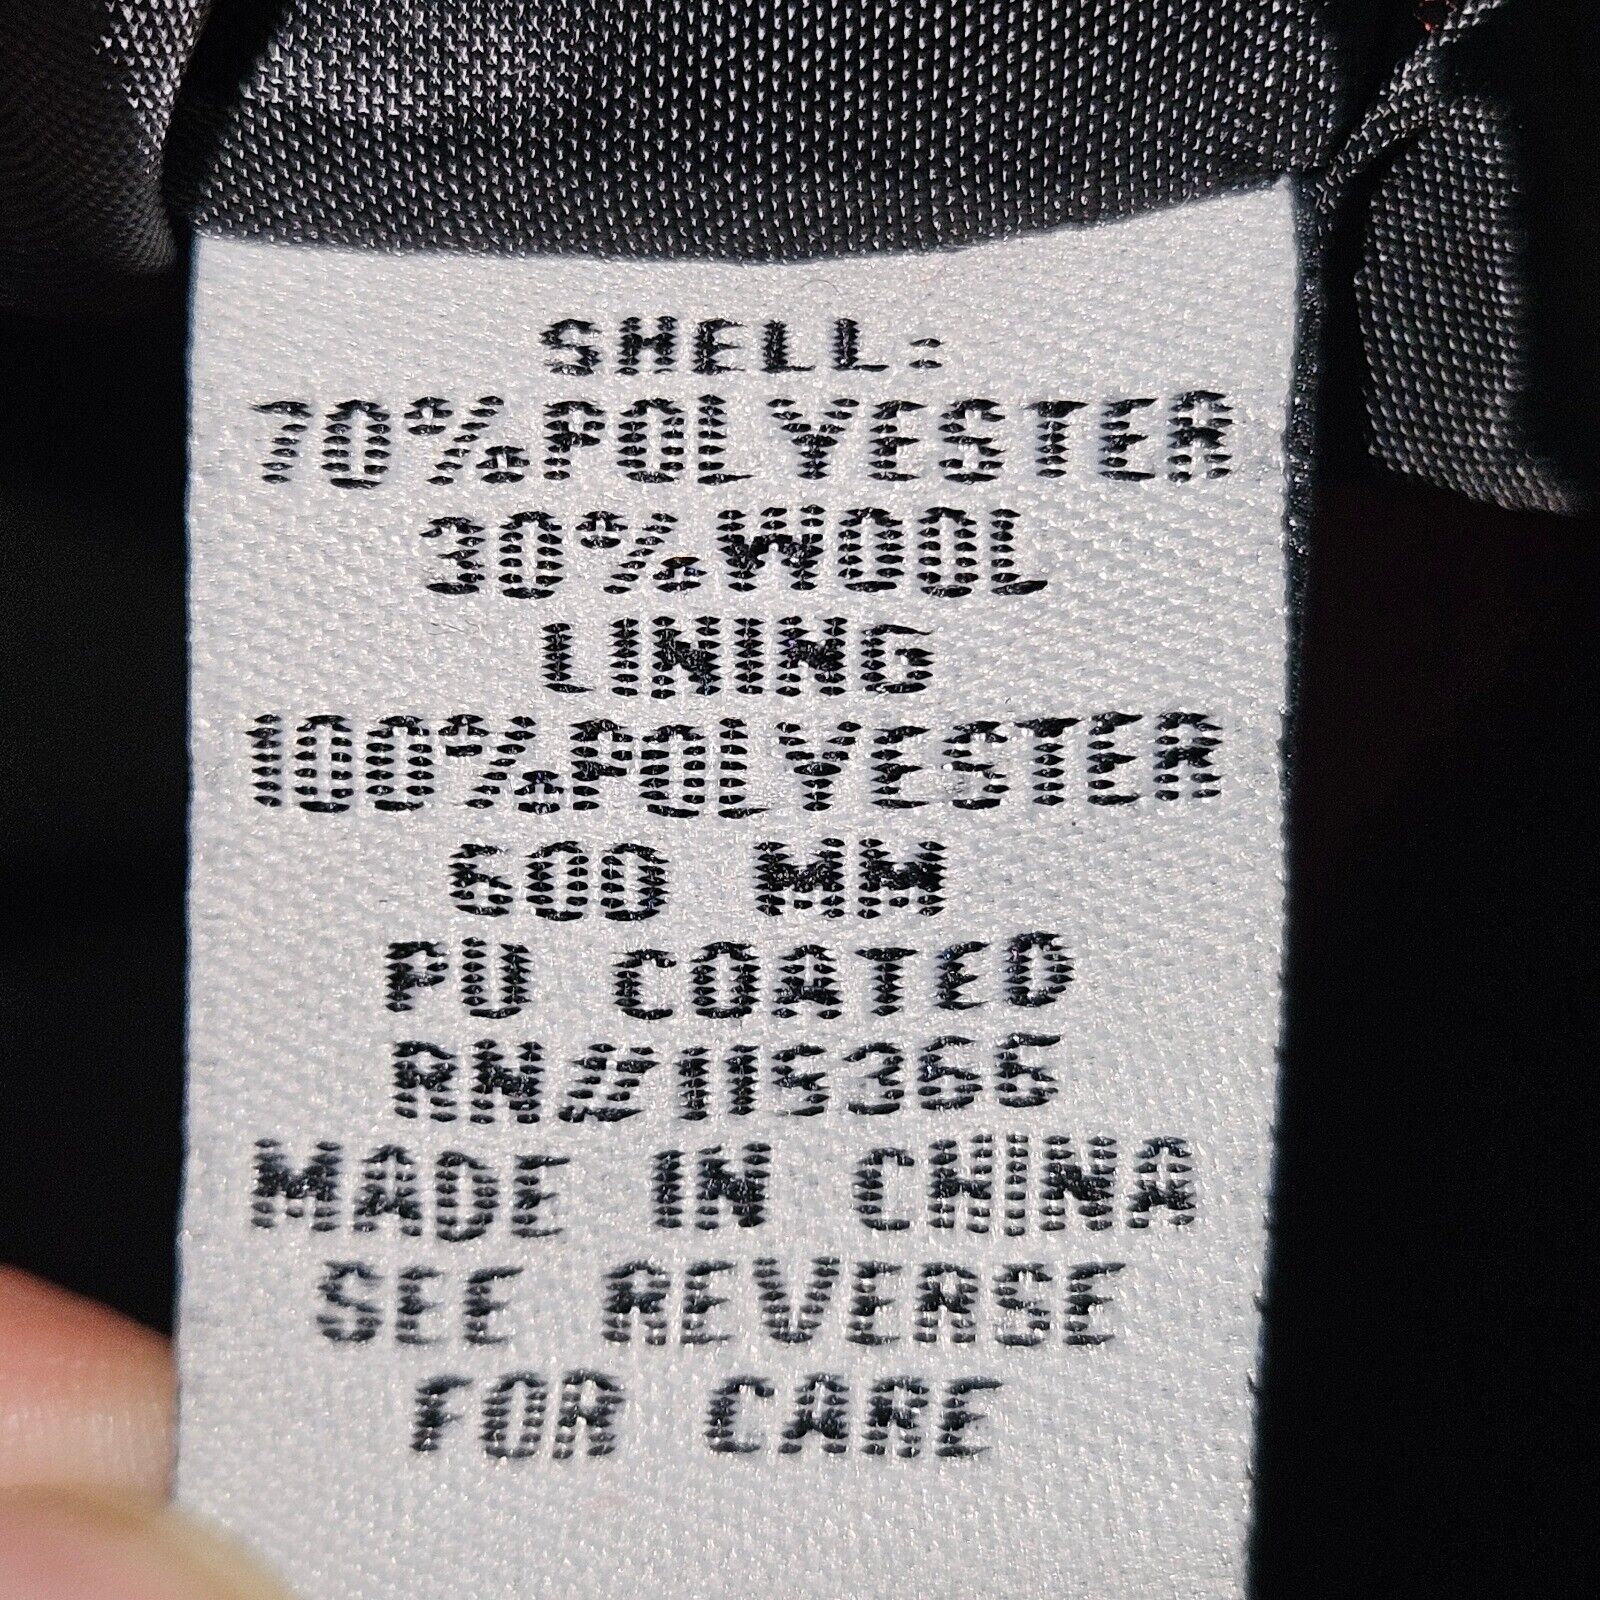 SHELL:
70%POLYESTER
30%WOOL
LINING
100%POLYESTER
600 MM
PU COATED
RN#115366
MADE IN CHINA
SEE REVERSE
FOR CARE